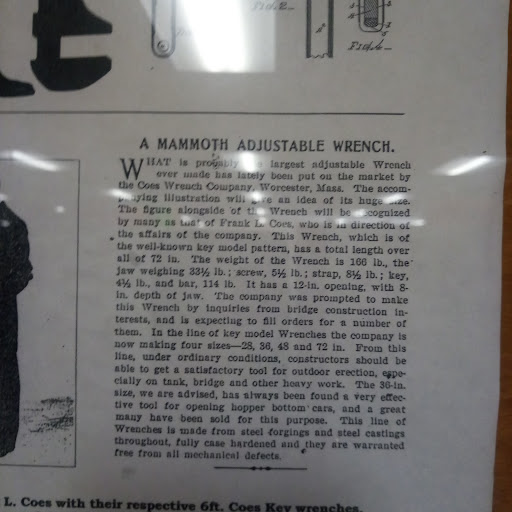 FIG.2
FIG.4
A MAMMOTH ADJUSTABLE WRENCH.
WHAT is probably largest adjustable Wrench
ever made has lately been put on the market by
the Coes Wrench Company, Worcester, Mass. The accom-
panying illustration will give an idea of its huge size.
The figure alongside of the Wrench will be recognized
by many as that of Frank L. Coes, who is in direction of
the affairs of the company. This Wrench, which is of
the well-known key model pattern, has a total length over
all of 72 in. The weight of the Wrench is 166 lb., the
jaw weighing 33½ lb.; screw, 5½ lb.; strap, 8½ lb.; key,
4½ lb., and bar, 114 lb. It has a 12-in. opening, with 8-
in. depth of jaw. The company was prompted to make
this Wrench by inquiries from bridge construction in-
terests, and is expecting to fill orders for a number of
them. In the line of key model Wrenches the company is
now making four sizes—28, 36, 48 and 72 in. From this
line, under ordinary conditions, constructors should be
able to get a satisfactory tool for outdoor erection, espe-
cially on tank, bridge and other heavy work. The 36-in.
size, we are advised, has always been found a very effec-
tive tool for opening hopper bottom cars, and a great
many have been sold for this purpose. This line of
Wrenches is made from steel forgings and steel castings
throughout, fully case hardened and they are warranted
free from all mechanical defects.
L. Coes with their respective 6ft. Coes Key wrenches.